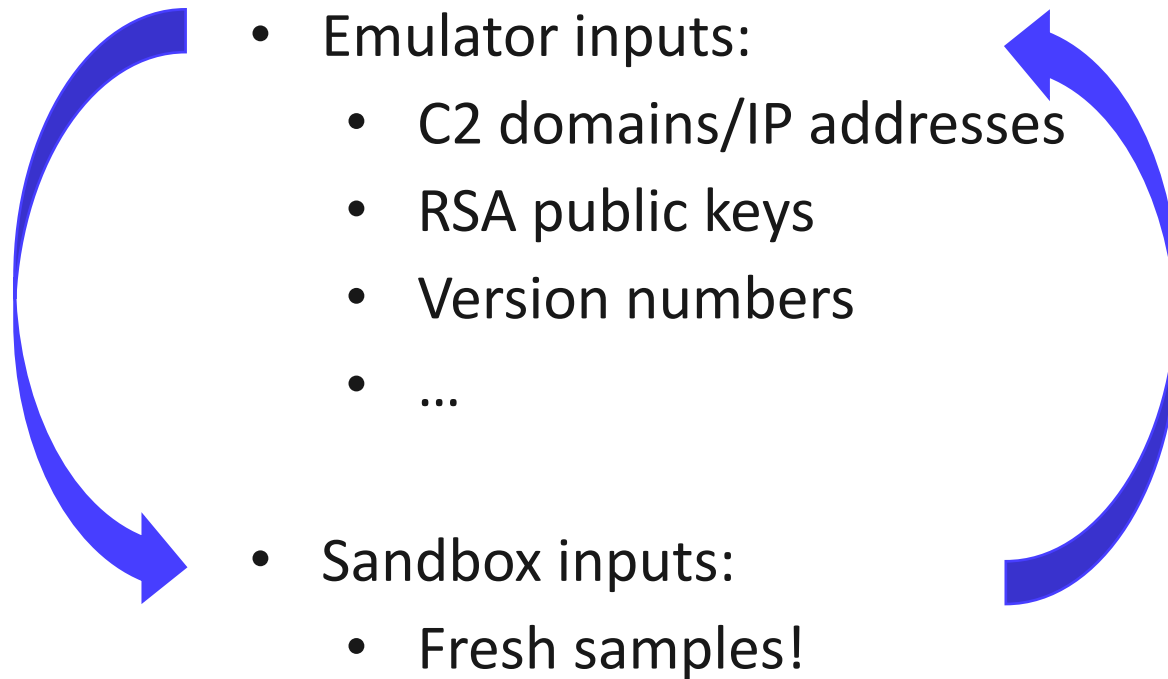 • Emulator inputs:
• C2 domains/IP addresses
• RSA public keys
• Version numbers
• …
• Sandbox inputs:
• Fresh samples!